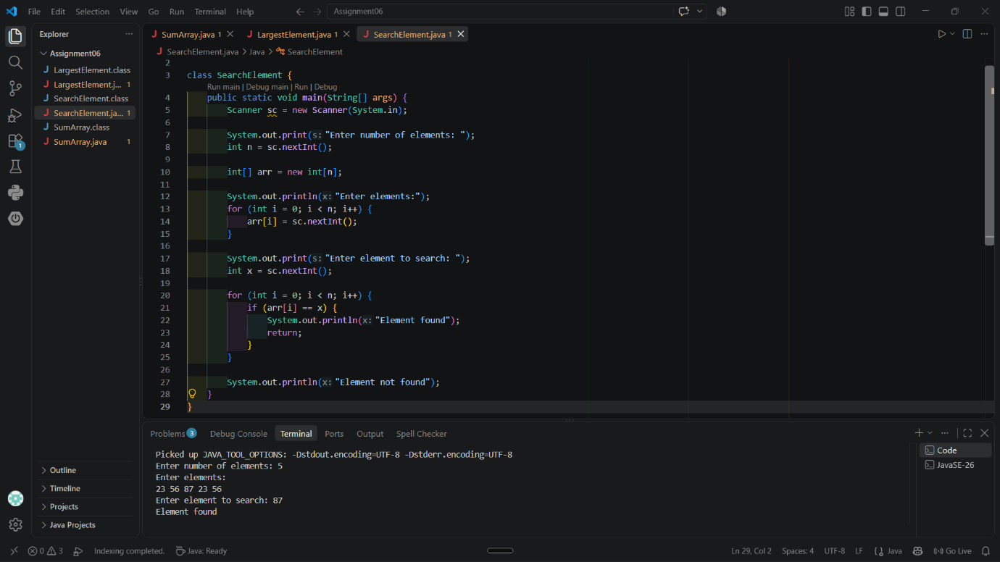 File Edit Selection View Go Run Terminal Help
Assignment06
Explorer
Assignment06
LargestElement.class
LargestElement.j... 1
SearchElement.class
SearchElement.ja... 1
SumArray.class
SumArray.java 1
Outline
Timeline
Projects
Java Projects
1
SumArray.java 1
LargestElement.java 1
SearchElement.java 1
SearchElement.java > Java > SearchElement
2
3 class SearchElement {
Run main | Debug main | Run | Debug
4 public static void main(String[] args) {
5 Scanner sc = new Scanner(System.in);
6
7 System.out.print(s: "Enter number of elements: ");
8 int n = sc.nextInt();
9
10 int[] arr = new int[n];
11
12 System.out.println(x: "Enter elements:");
13 for (int i = 0; i < n; i++) {
14 arr[i] = sc.nextInt();
15 }
16
17 System.out.print(s: "Enter element to search: ");
18 int x = sc.nextInt();
19
20 for (int i = 0; i < n; i++) {
21 if (arr[i] == x) {
22 System.out.println(x: "Element found");
23 return;
24 }
25 }
26
27 System.out.println(x: "Element not found");
28 }
29 }
Problems 3 Debug Console Terminal Ports Output Spell Checker
Picked up JAVA_TOOL_OPTIONS: -Dstdout.encoding=UTF-8 -Dstderr.encoding=UTF-8
Enter number of elements: 5
Enter elements:
23 56 87 23 56
Enter element to search: 87
Element found
Code
JavaSE-26
0 3 Indexing completed. Java: Ready
Ln 29, Col 2 Spaces: 4 UTF-8 LF {} Java Go Live